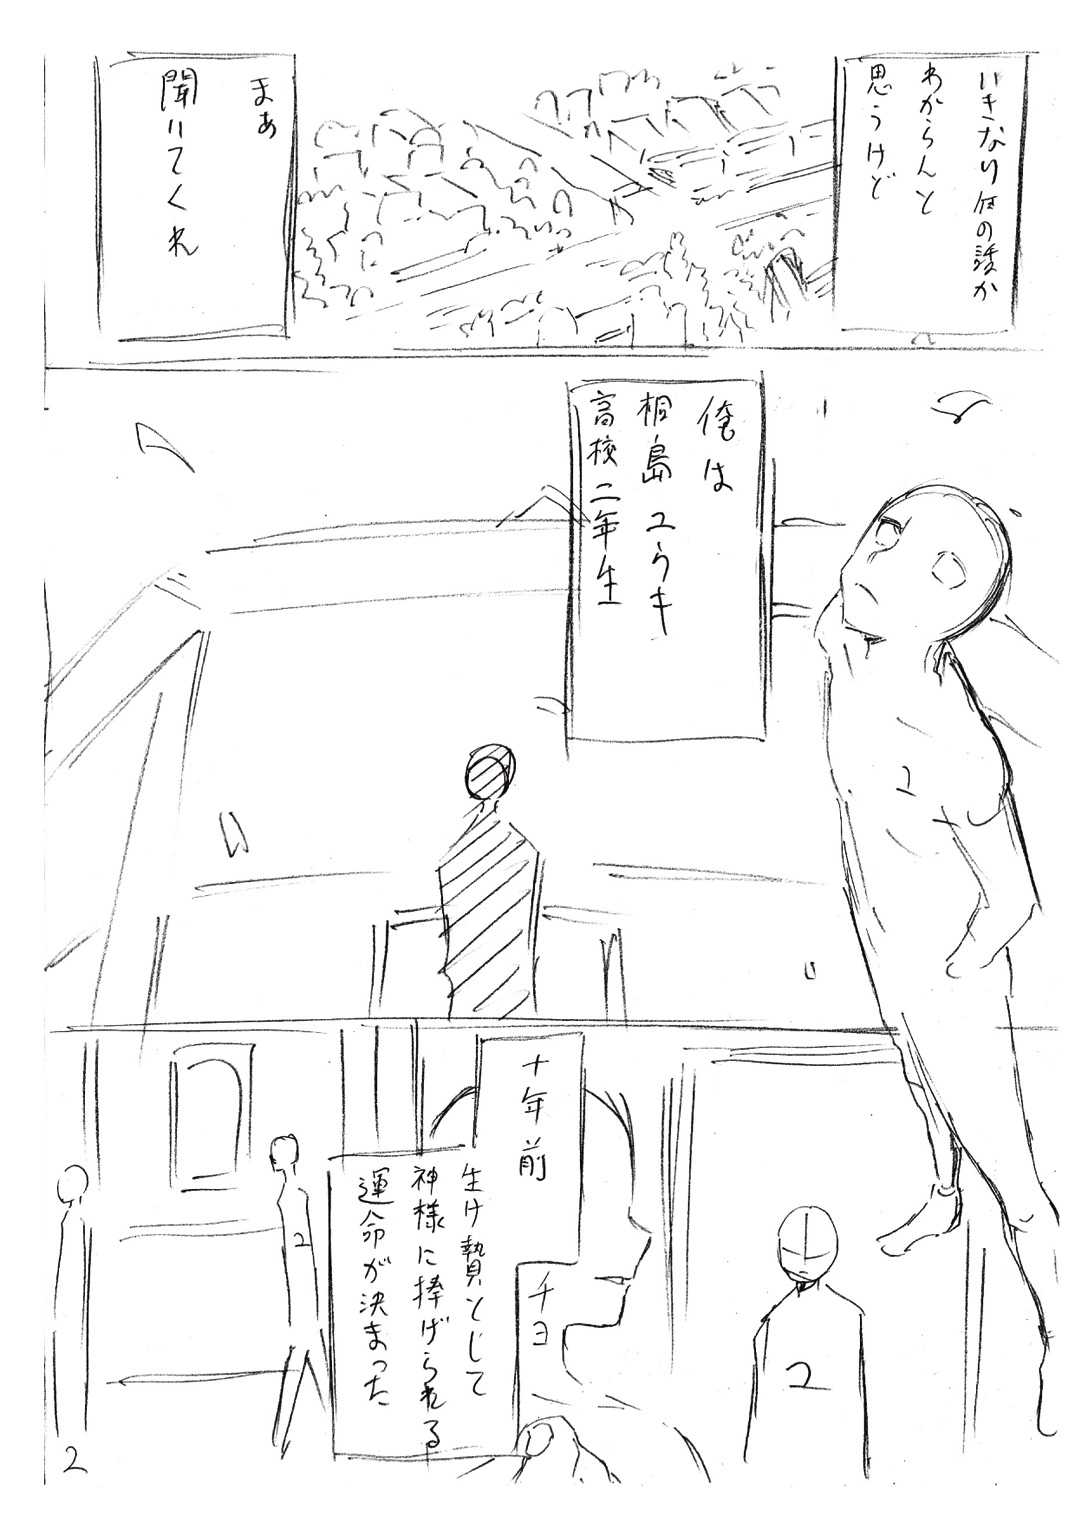 いきなり何の話か
わからんと
思うけど
まあ
聞いてくれ
俺は
桐島 ユウキ
高校二年生
ユ
十年前
生け贄として
神様に捧げられる
運命が決まった
チヨ
ユ
ユ
2